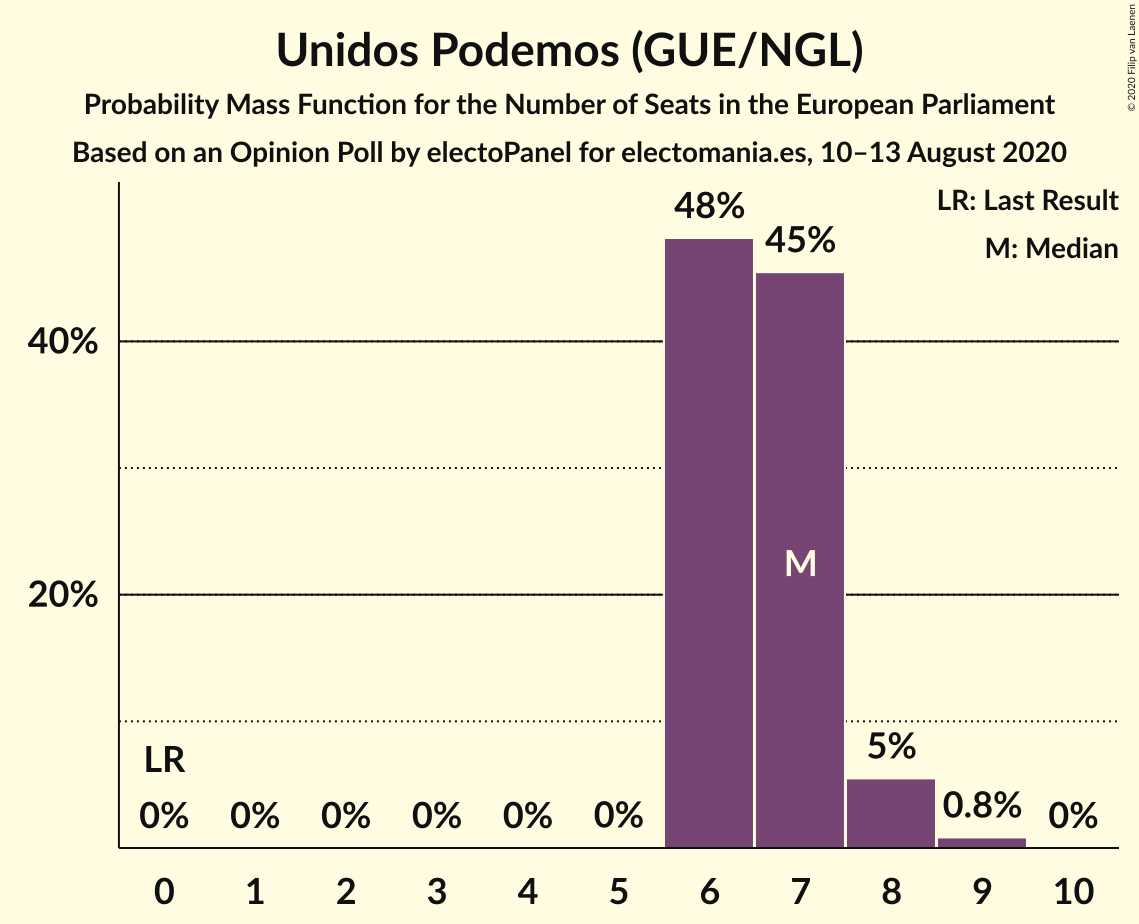 Unidos Podemos (GUE/NGL)
Probability Mass Function for the Number of Seats in the European Parliament
Based on an Opinion Poll by electoPanel for electomania.es, 10–13 August 2020
© 2020 Filip van Laenen
LR: Last Result
M: Median
48%
45%
40%
M
20%
5%
LR
0.8%
0% 0% 0% 0% 0% 0% 0%
0 1 2 3 4 5 6 7 8 9 10